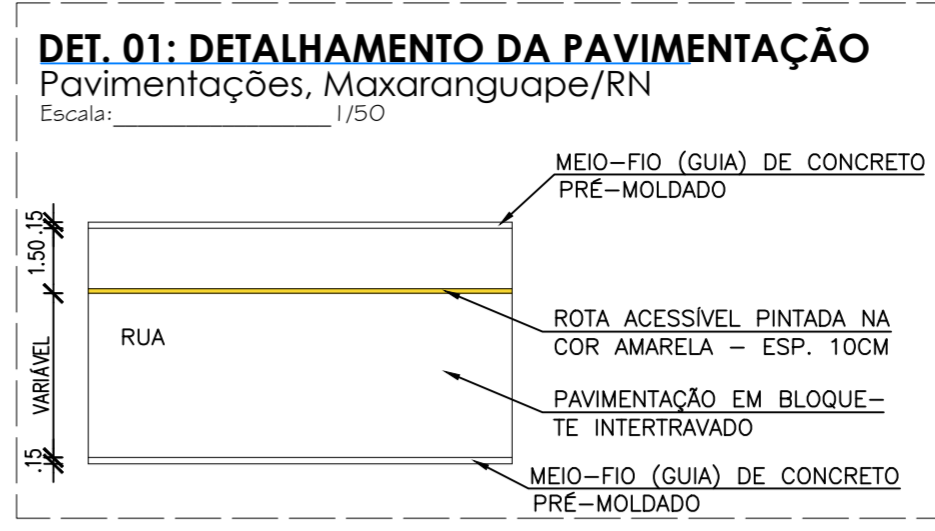 DET. 01: DETALHAMENTO DA PAVIMENTAÇÃO
Pavimentações, Maxaranguape/RN
Escala:__________________1/50
MEIO-FIO (GUIA) DE CONCRETO
PRÉ-MOLDADO
.15
1.50
RUA
ROTA ACESSÍVEL PINTADA NA
COR AMARELA - ESP. 10CM
VARIÁVEL
PAVIMENTAÇÃO EM BLOQUE-
TE INTERTRAVADO
.15
MEIO-FIO (GUIA) DE CONCRETO
PRÉ-MOLDADO